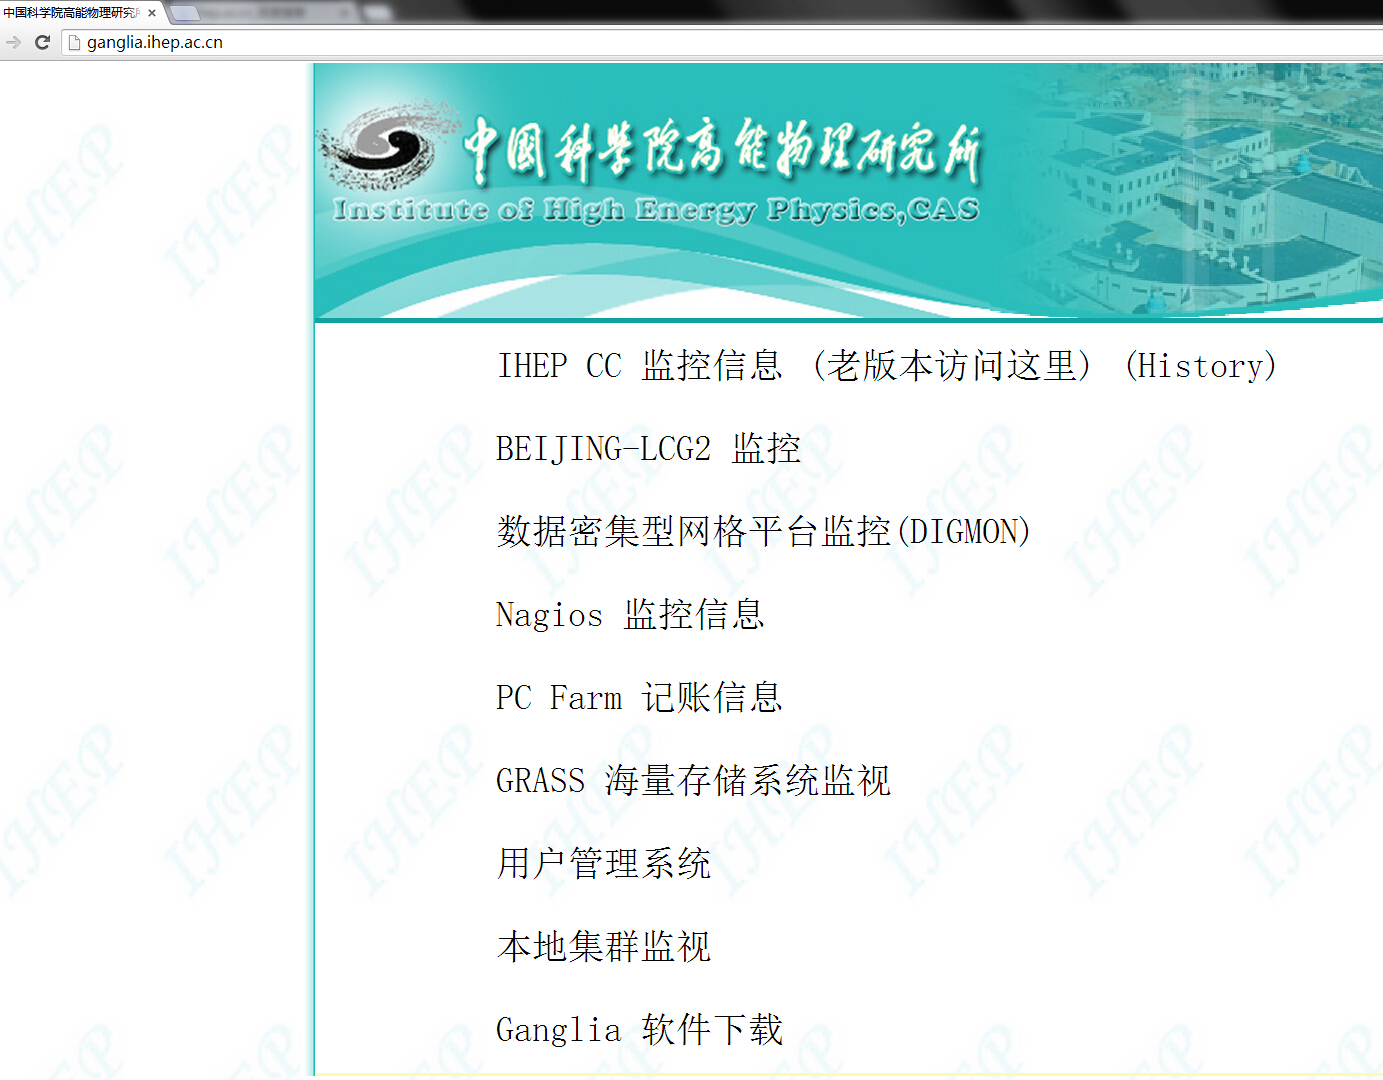 中国科学院高能物理研究
ganglia.ihep.ac.cn
中國科學院高能物理研究所
Institute of High Energy Physics,CAS
IHEP CC 监控信息 (老版本访问这里) (History)
BEIJING-LCG2 监控
数据密集型网格平台监控(DIGMON)
Nagios 监控信息
PC Farm 记账信息
GRASS 海量存储系统监视
用户管理系统
本地集群监视
Ganglia 软件下载
IHEP